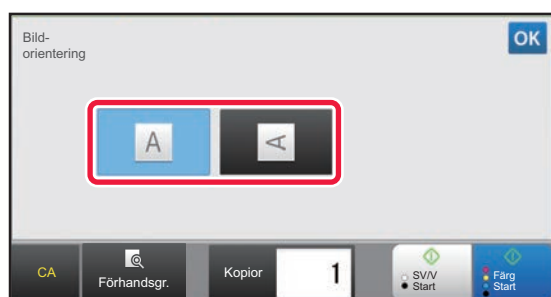 Bild-
orientering
OK
A
A
CA
Förhandsgr.
Kopior
1
SV/V
Start
Färg
Start